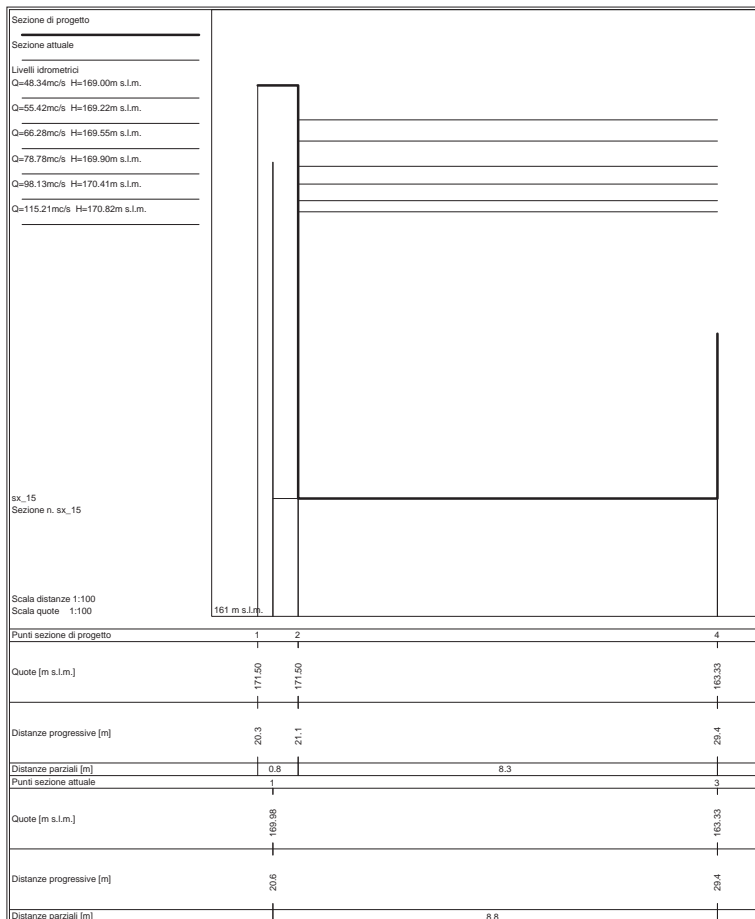 Sezione di progetto
Sezione attuale
Livelli idrometrici
Q=48.34mc/s H=169.00m s.l.m.
Q=55.42mc/s H=169.22m s.l.m.
Q=66.28mc/s H=169.55m s.l.m.
Q=78.78mc/s H=169.90m s.l.m.
Q=98.13mc/s H=170.41m s.l.m.
Q=115.21mc/s H=170.82m s.l.m.
sx_15
Sezione n. sx_15
Scala distanze 1:100
Scala quote 1:100
161 m s.l.m.
Punti sezione di progetto 1 2 4
Quote [m s.l.m.] 171.50 171.50 163.33
Distanze progressive [m] 20.3 21.1 29.4
Distanze parziali [m] 0.8 8.3
Punti sezione attuale 1 3
Quote [m s.l.m.] 169.98 163.33
Distanze progressive [m] 20.6 29.4
Distanze parziali [m] 8.8